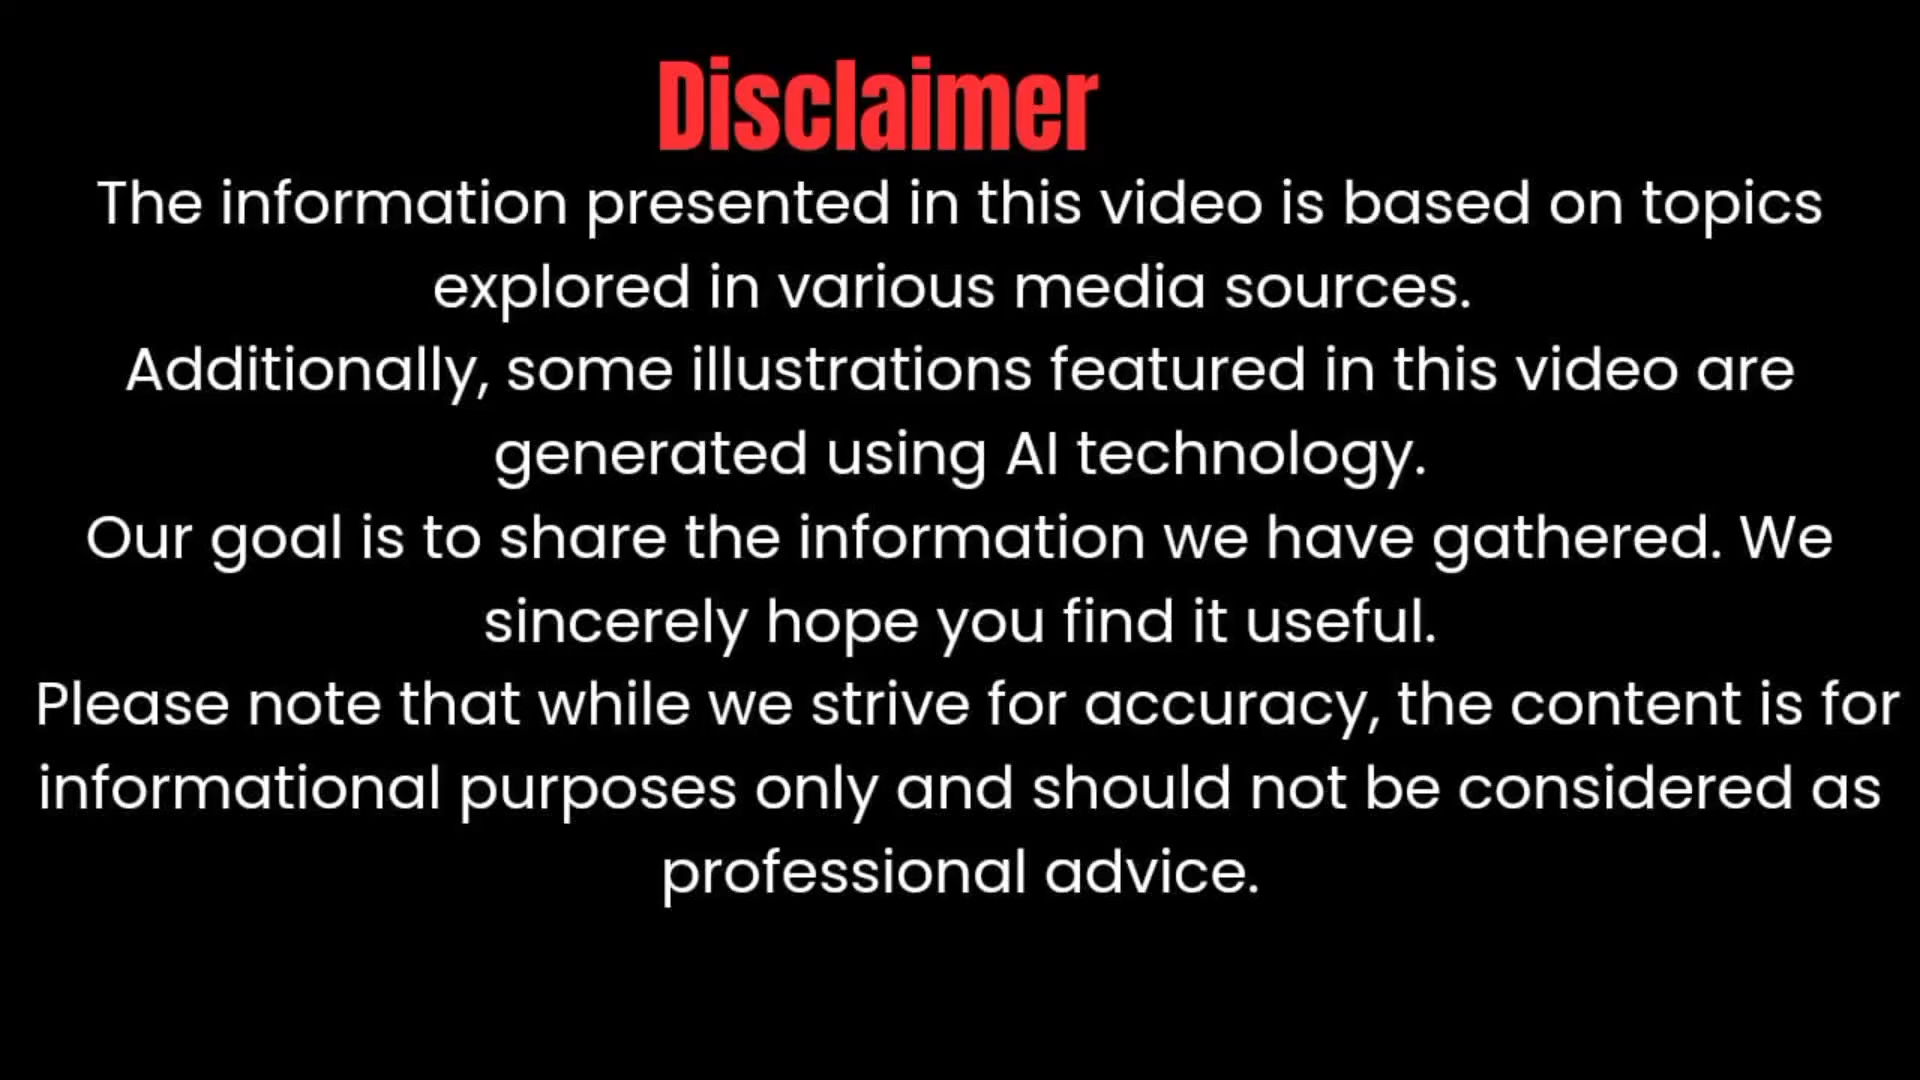 Disclaimer
The information presented in this video is based on topics
explored in various media sources.
Additionally, some illustrations featured in this video are
generated using AI technology.
Our goal is to share the information we have gathered. We
sincerely hope you find it useful.
Please note that while we strive for accuracy, the content is for
informational purposes only and should not be considered as
professional advice.